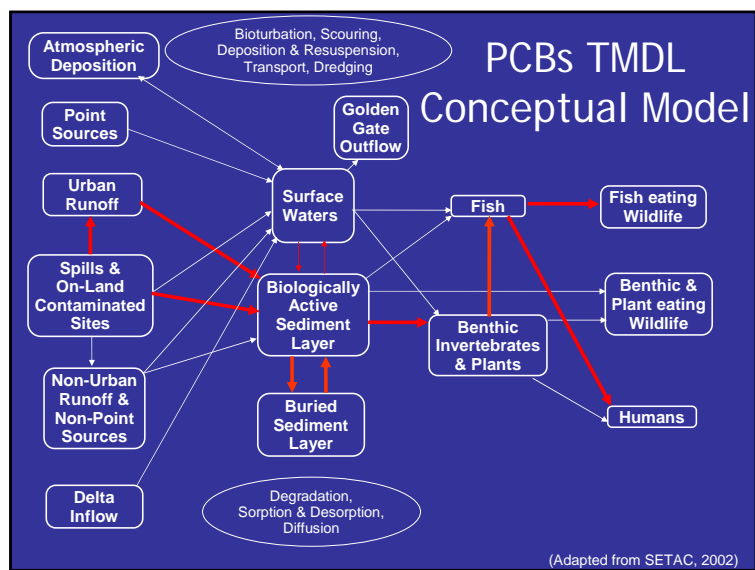 PCBs TMDL
Conceptual Model
Bioturbation, Scouring,
Deposition & Resuspension,
Transport, Dredging
Atmospheric
Deposition
Point
Sources
Golden
Gate
Outflow
Urban
Runoff
Surface
Waters
Fish
Fish eating
Wildlife
Spills &
On-Land
Contaminated
Sites
Biologically
Active
Sediment
Layer
Benthic
Invertebrates
& Plants
Benthic &
Plant eating
Wildlife
Non-Urban
Runoff &
Non-Point
Sources
Buried
Sediment
Layer
Humans
Delta
Inflow
Degradation,
Sorption & Desorption,
Diffusion
(Adapted from SETAC, 2002)